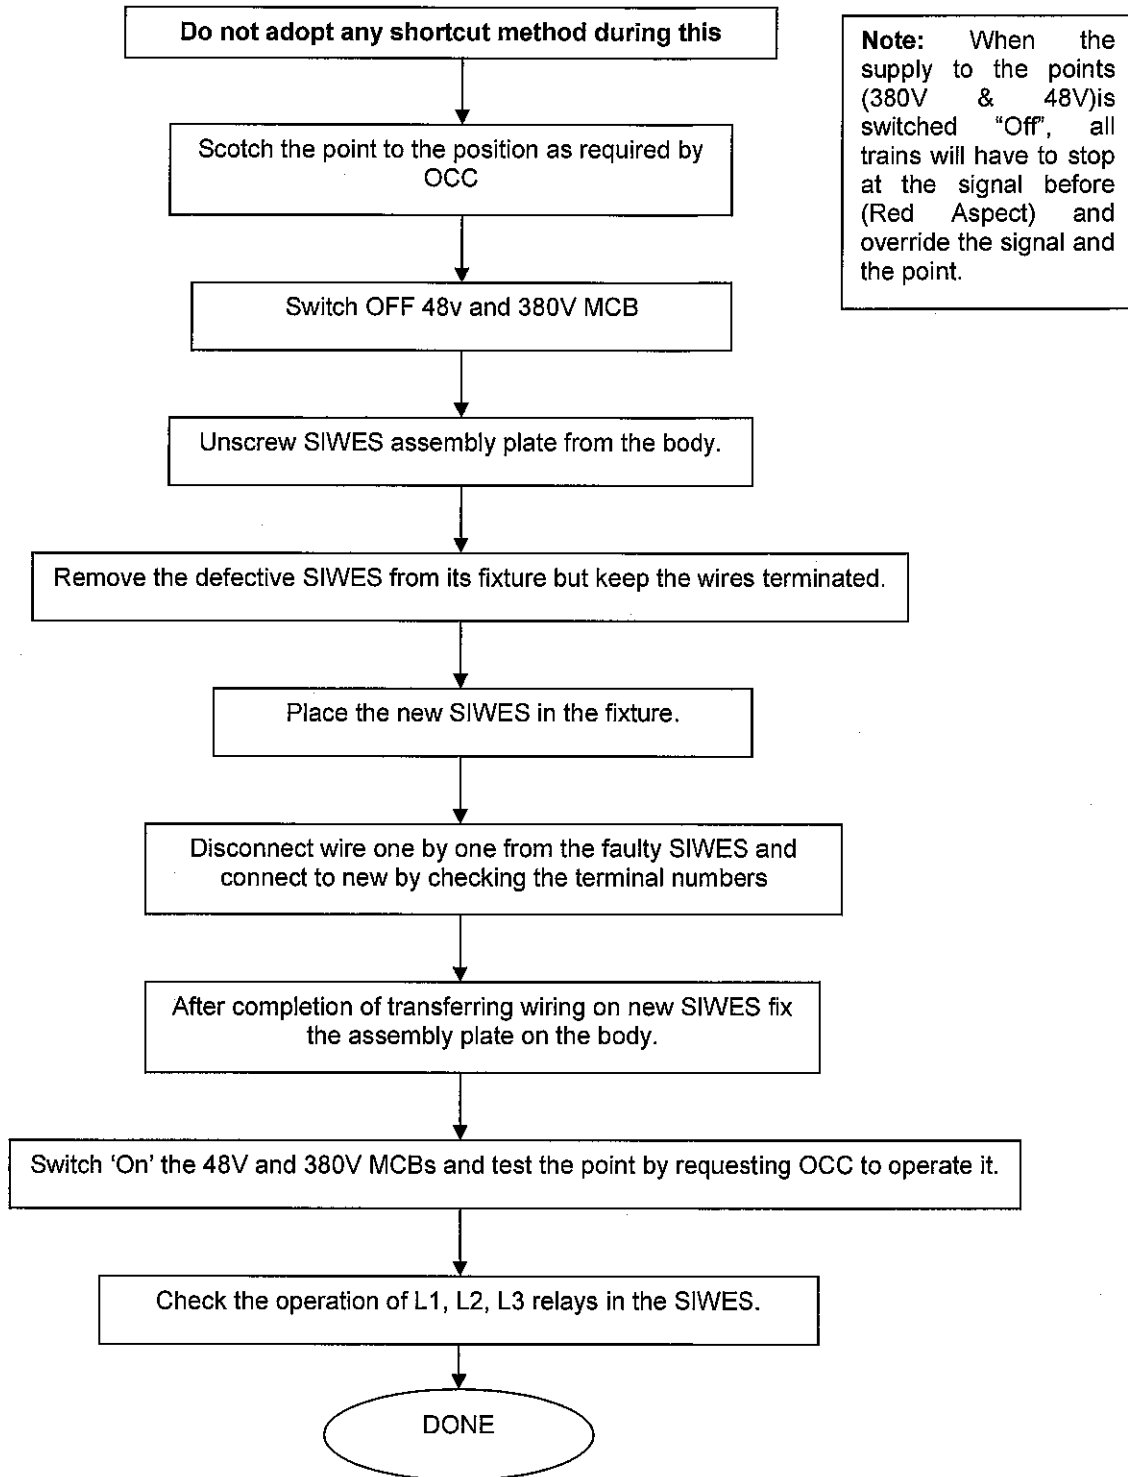 Do not adopt any shortcut method during this
Note: When the
supply to the points
(380V & 48V)is
switched "Off", all
trains will have to stop
at the signal before
(Red Aspect) and
override the signal and
the point.
Scotch the point to the position as required by
OCC
Switch OFF 48v and 380V MCB
Unscrew SIWES assembly plate from the body.
Remove the defective SIWES from its fixture but keep the wires terminated.
Place the new SIWES in the fixture.
Disconnect wire one by one from the faulty SIWES and
connect to new by checking the terminal numbers
After completion of transferring wiring on new SIWES fix
the assembly plate on the body.
Switch 'On' the 48V and 380V MCBs and test the point by requesting OCC to operate it.
Check the operation of L1, L2, L3 relays in the SIWES.
DONE